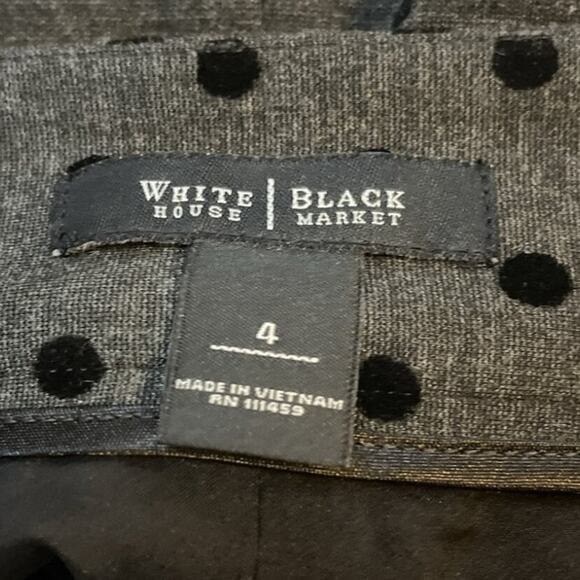 WHITE | BLACK
HOUSE | MARKET
4
MADE IN VIETNAM
RN 111459